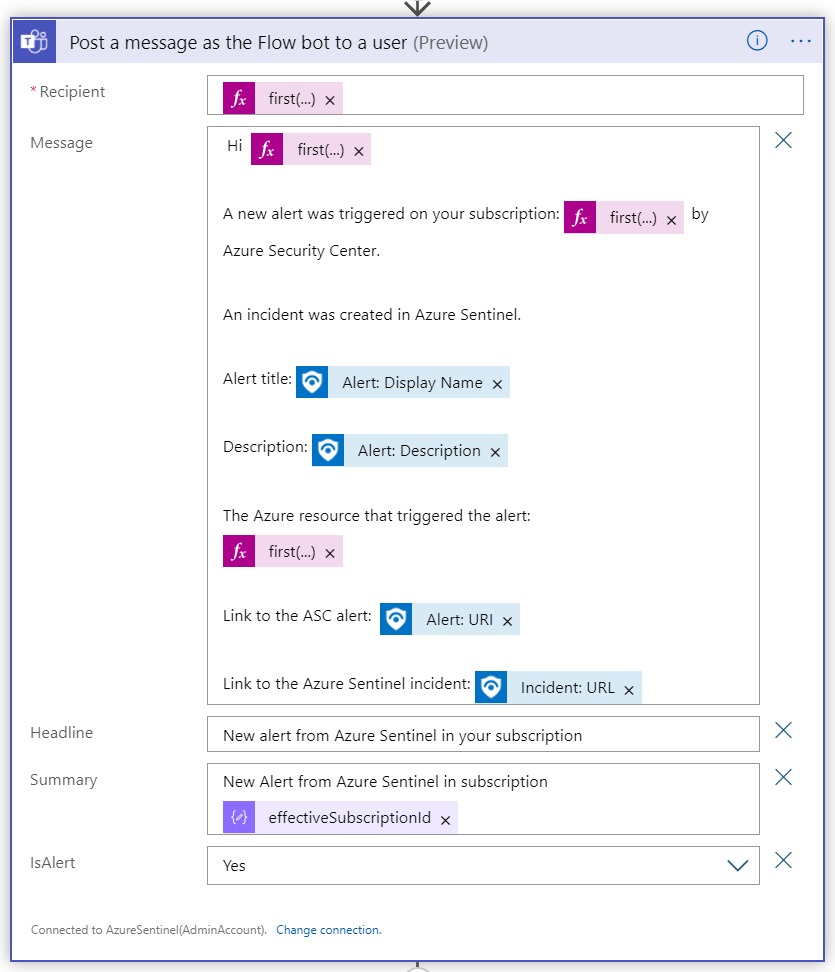 Post a message as the Flow bot to a user (Preview)
* Recipient
fx first(...) ×
Message
Hi fx first(...) ×
A new alert was triggered on your subscription: fx first(...) × by
Azure Security Center.
An incident was created in Azure Sentinel.
Alert title: Alert: Display Name ×
Description: Alert: Description ×
The Azure resource that triggered the alert:
fx first(...) ×
Link to the ASC alert: Alert: URI ×
Link to the Azure Sentinel incident: Incident: URL ×
Headline
New alert from Azure Sentinel in your subscription
Summary
New Alert from Azure Sentinel in subscription
effectiveSubscriptionId ×
IsAlert
Yes
Connected to AzureSentinel(AdminAccount). Change connection.